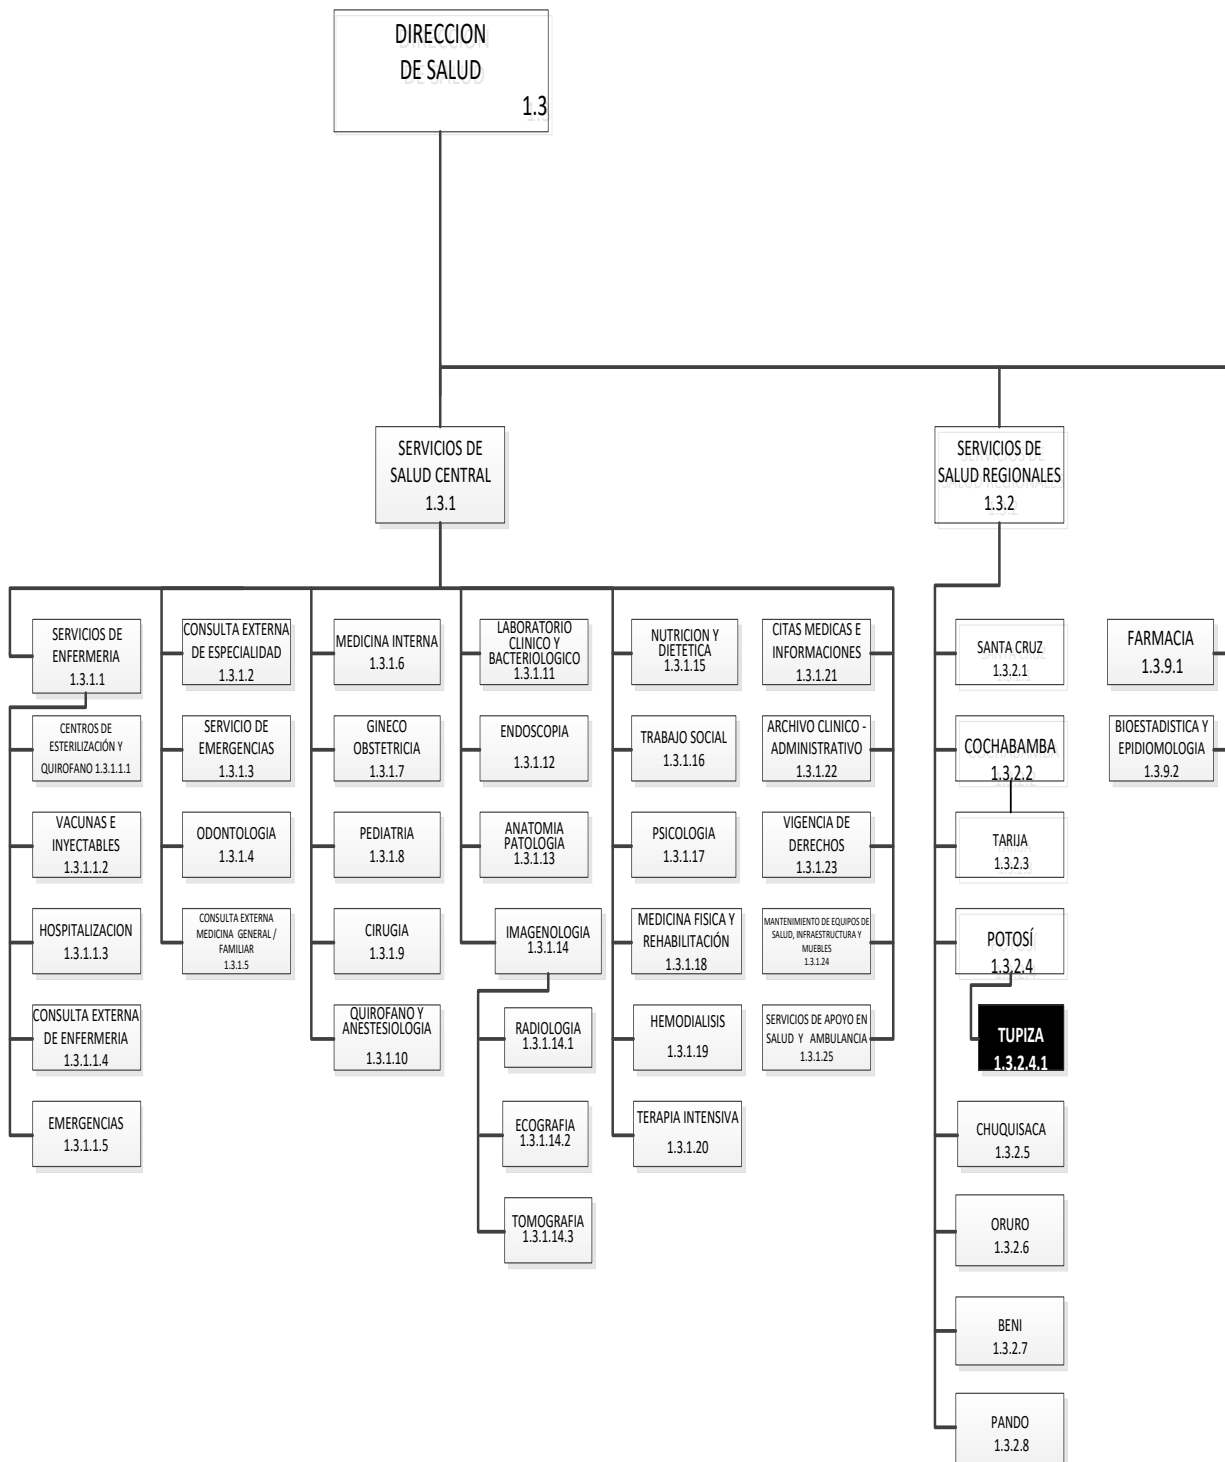 DIRECCION
DE SALUD
1.3
SERVICIOS DE
SALUD CENTRAL
1.3.1
SERVICIOS DE
SALUD REGIONALES
1.3.2
SERVICIOS DE
ENFERMERIA
1.3.1.1
CENTROS DE
ESTERILIZACIÓN Y
QUIROFANO 1.3.1.1.1
VACUNAS E
INYECTABLES
1.3.1.1.2
HOSPITALIZACION
1.3.1.1.3
CONSULTA EXTERNA
DE ENFERMERIA
1.3.1.1.4
EMERGENCIAS
1.3.1.1.5
CONSULTA EXTERNA
DE ESPECIALIDAD
1.3.1.2
SERVICIO DE
EMERGENCIAS
1.3.1.3
ODONTOLOGIA
1.3.1.4
CONSULTA EXTERNA
MEDICINA GENERAL /
FAMILIAR
1.3.1.5
MEDICINA INTERNA
1.3.1.6
GINECO
OBSTETRICIA
1.3.1.7
PEDIATRIA
1.3.1.8
CIRUGIA
1.3.1.9
QUIROFANO Y
ANESTESIOLOGIA
1.3.1.10
LABORATORIO
CLINICO Y
BACTERIOLOGICO
1.3.1.11
ENDOSCOPIA
1.3.1.12
ANATOMIA
PATOLOGIA
1.3.1.13
IMAGENOLOGIA
1.3.1.14
RADIOLOGIA
1.3.1.14.1
ECOGRAFIA
1.3.1.14.2
TOMOGRAFIA
1.3.1.14.3
NUTRICION Y
DIETETICA
1.3.1.15
TRABAJO SOCIAL
1.3.1.16
PSICOLOGIA
1.3.1.17
MEDICINA FISICA Y
REHABILITACIÓN
1.3.1.18
HEMODIALISIS
1.3.1.19
TERAPIA INTENSIVA
1.3.1.20
CITAS MEDICAS E
INFORMACIONES
1.3.1.21
ARCHIVO CLINICO -
ADMINISTRATIVO
1.3.1.22
VIGENCIA DE
DERECHOS
1.3.1.23
MANTENIMIENTO DE EQUIPOS DE
SALUD, INFRAESTRUCTURA Y
MUEBLES
1.3.1.24
SERVICIOS DE APOYO EN
SALUD Y AMBULANCIA
1.3.1.25
SANTA CRUZ
1.3.2.1
COCHABAMBA
1.3.2.2
TARIJA
1.3.2.3
POTOSÍ
1.3.2.4
TUPIZA
1.3.2.4.1
CHUQUISACA
1.3.2.5
ORURO
1.3.2.6
BENI
1.3.2.7
PANDO
1.3.2.8
FARMACIA
1.3.9.1
BIOESTADISTICA Y
EPIDIOMOLOGIA
1.3.9.2